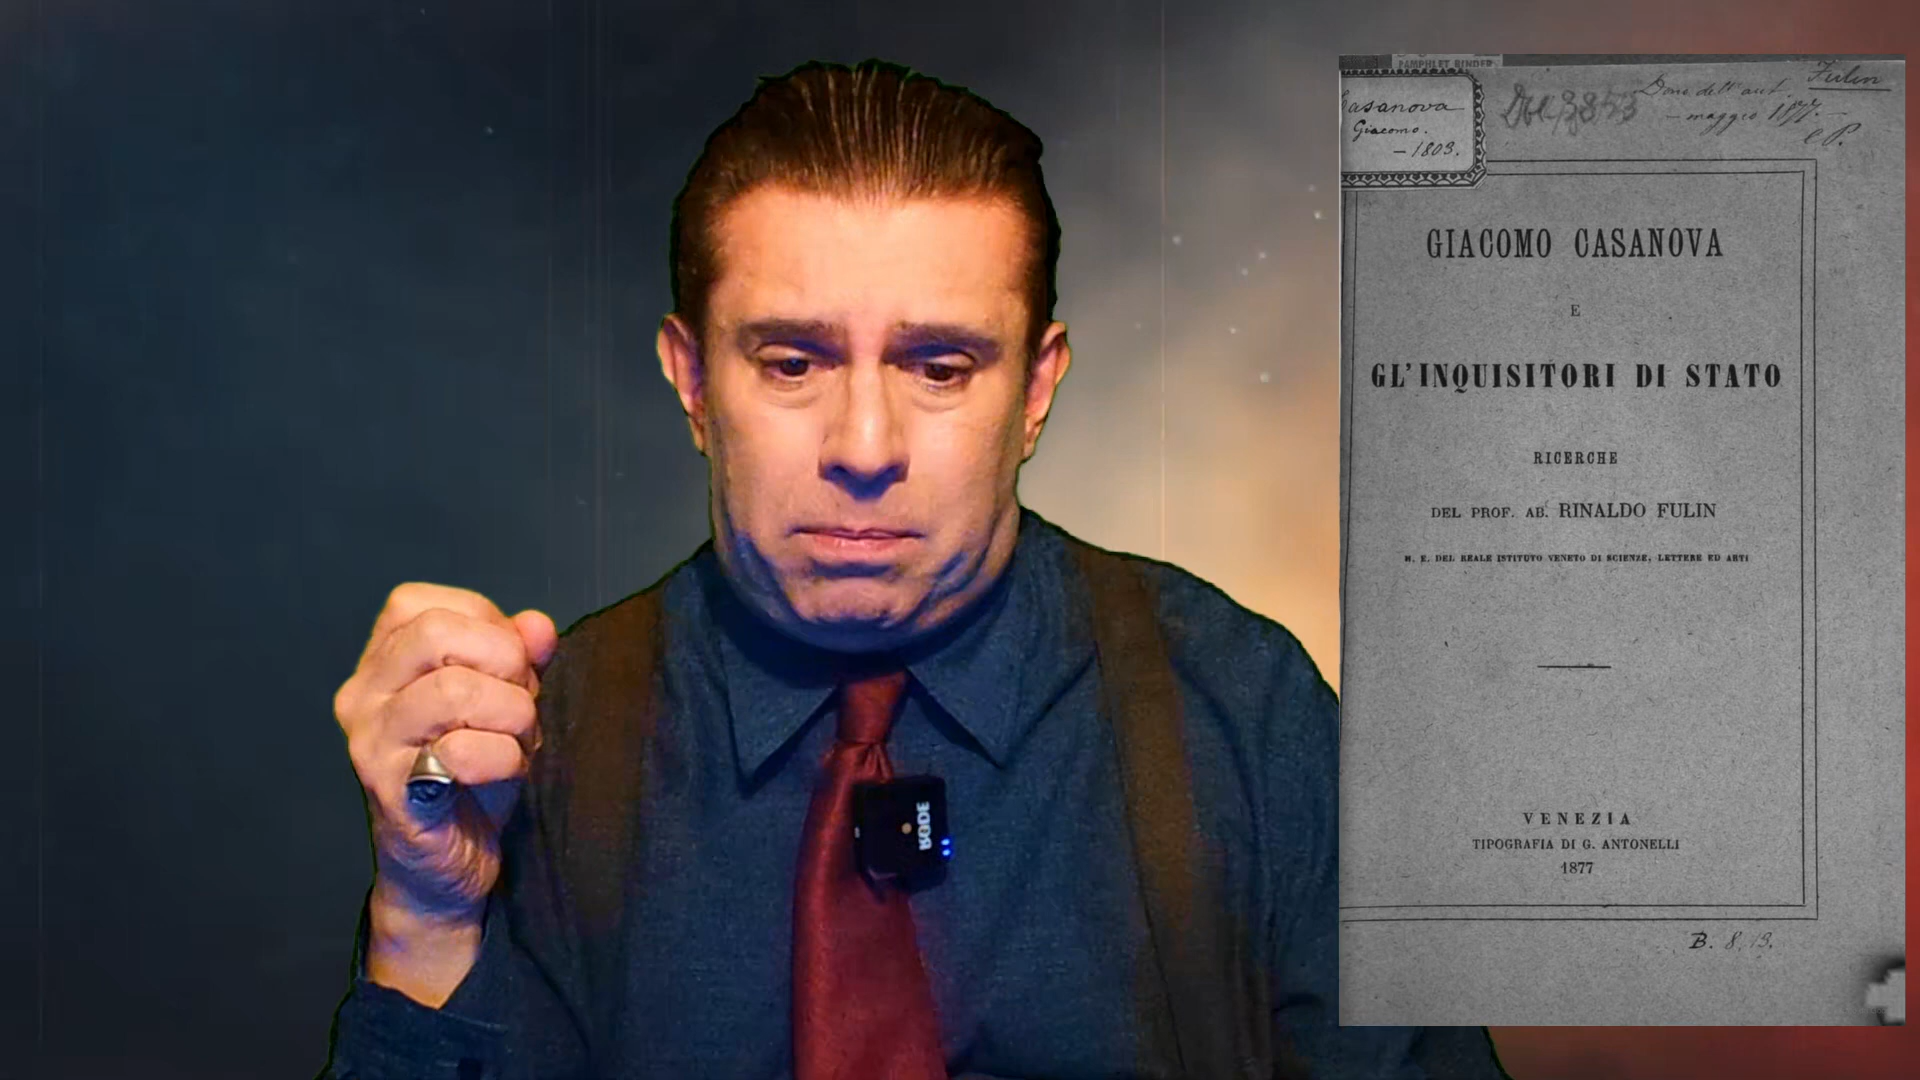 PAMPHLET BINDER
Fulin
Dono dell' aut.
- maggio 1877. -
Casanova
Giacomo.
- 1803.
GIACOMO CASANOVA
E
GL'INQUISITORI DI STATO
RICERCHE
DEL PROF. AB. RINALDO FULIN
M. E. DEL REALE ISTITUTO VENETO DI SCIENZE, LETTERE ED ARTI
VENEZIA
TIPOGRAFIA DI G. ANTONELLI
1877
B. 8, 13.
RØDE